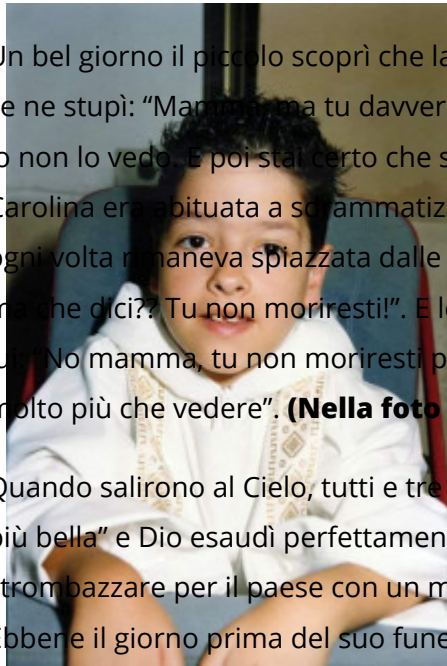 Un bel giorno il piccolo scoprì che la
e ne stupì: “Mamma, ma tu davver
o non lo vedo. E poi stai certo che s
Carolina era abituata a sdrammatiz
ogni volta rimaneva spiazzata dalle
ma che dici?? Tu non moriresti!”. E l
ui: “No mamma, tu non moriresti p
molto più che vedere”. (Nella foto
Quando salirono al Cielo, tutti e tre
più bella” e Dio esaudì perfettamen
strombazzare per il paese con un m
Ebbene il giorno prima del suo fune